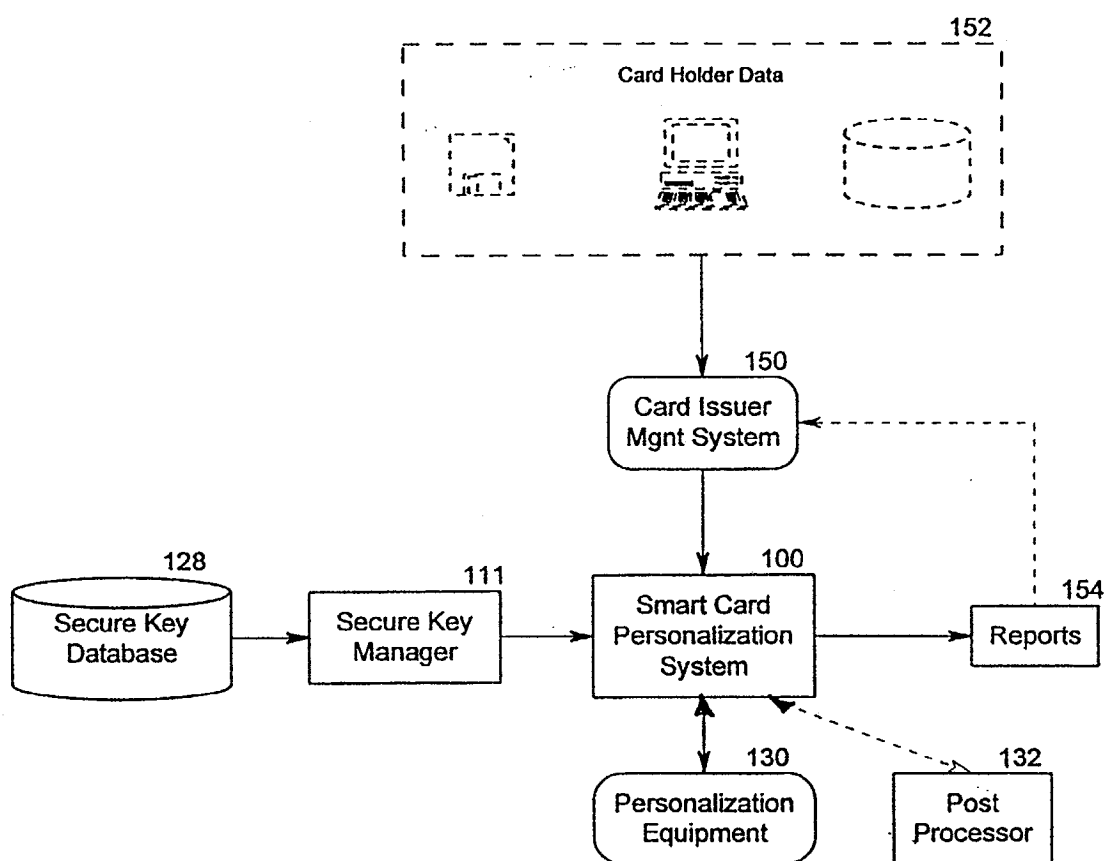 152
Card Holder Data
150
Card Issuer
Mgnt System
128
Secure Key
Database
111
Secure Key
Manager
100
Smart Card
Personalization
System
154
Reports
130
Personalization
Equipment
132
Post
Processor